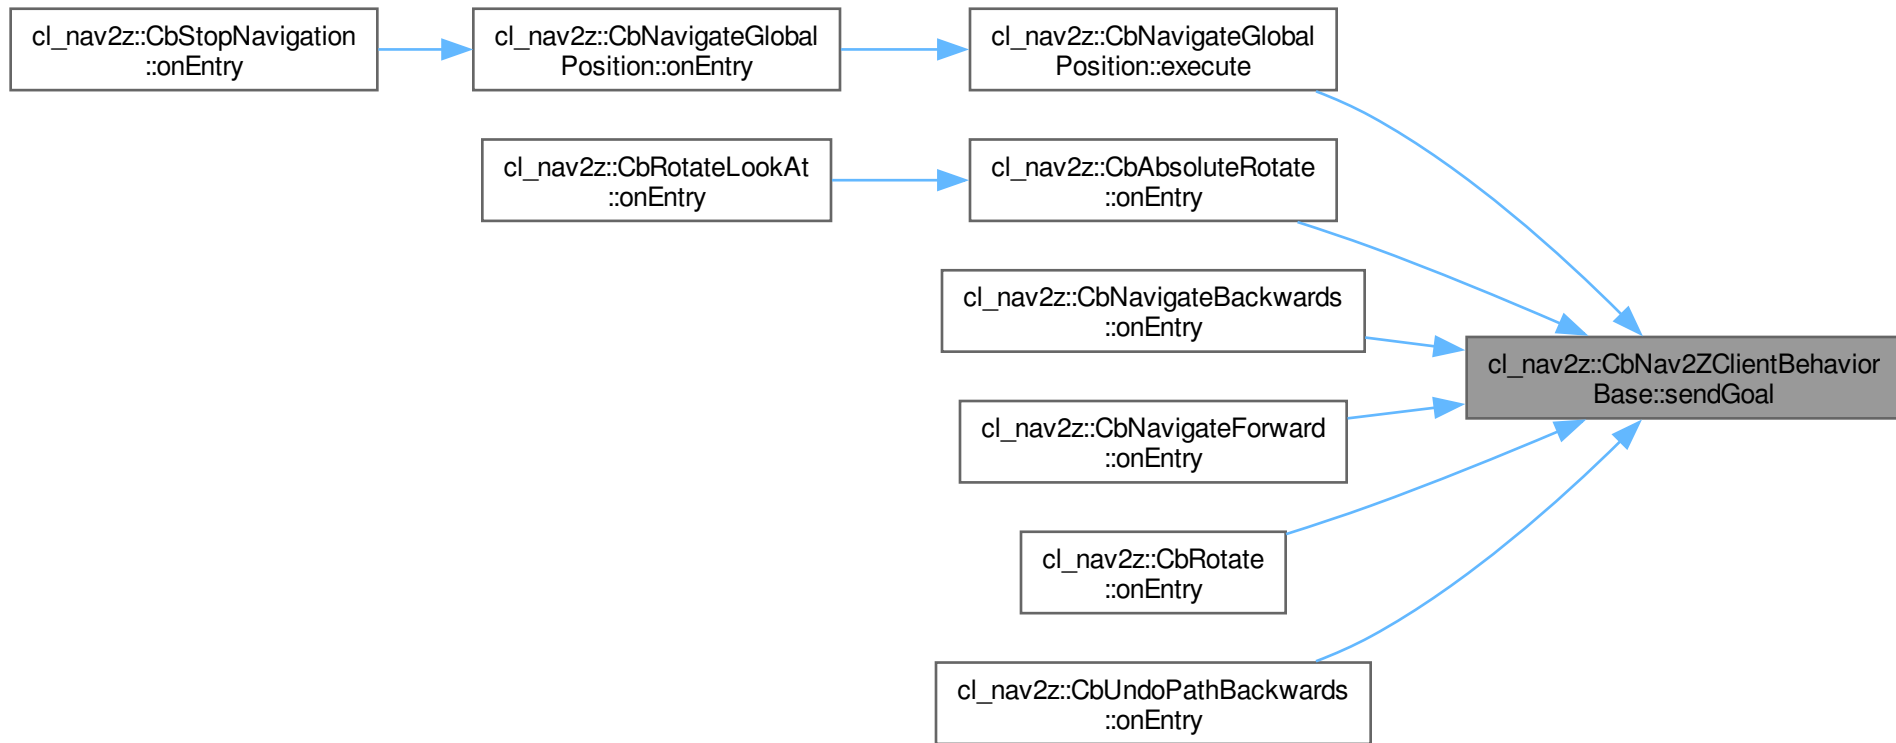 cl_nav2z::CbStopNavigation
::onEntry
cl_nav2z::CbNavigateGlobal
Position::onEntry
cl_nav2z::CbNavigateGlobal
Position::execute
cl_nav2z::CbRotateLookAt
::onEntry
cl_nav2z::CbAbsoluteRotate
::onEntry
cl_nav2z::CbNavigateBackwards
::onEntry
cl_nav2z::CbNav2ZClientBehavior
Base::sendGoal
cl_nav2z::CbNavigateForward
::onEntry
cl_nav2z::CbRotate
::onEntry
cl_nav2z::CbUndoPathBackwards
::onEntry